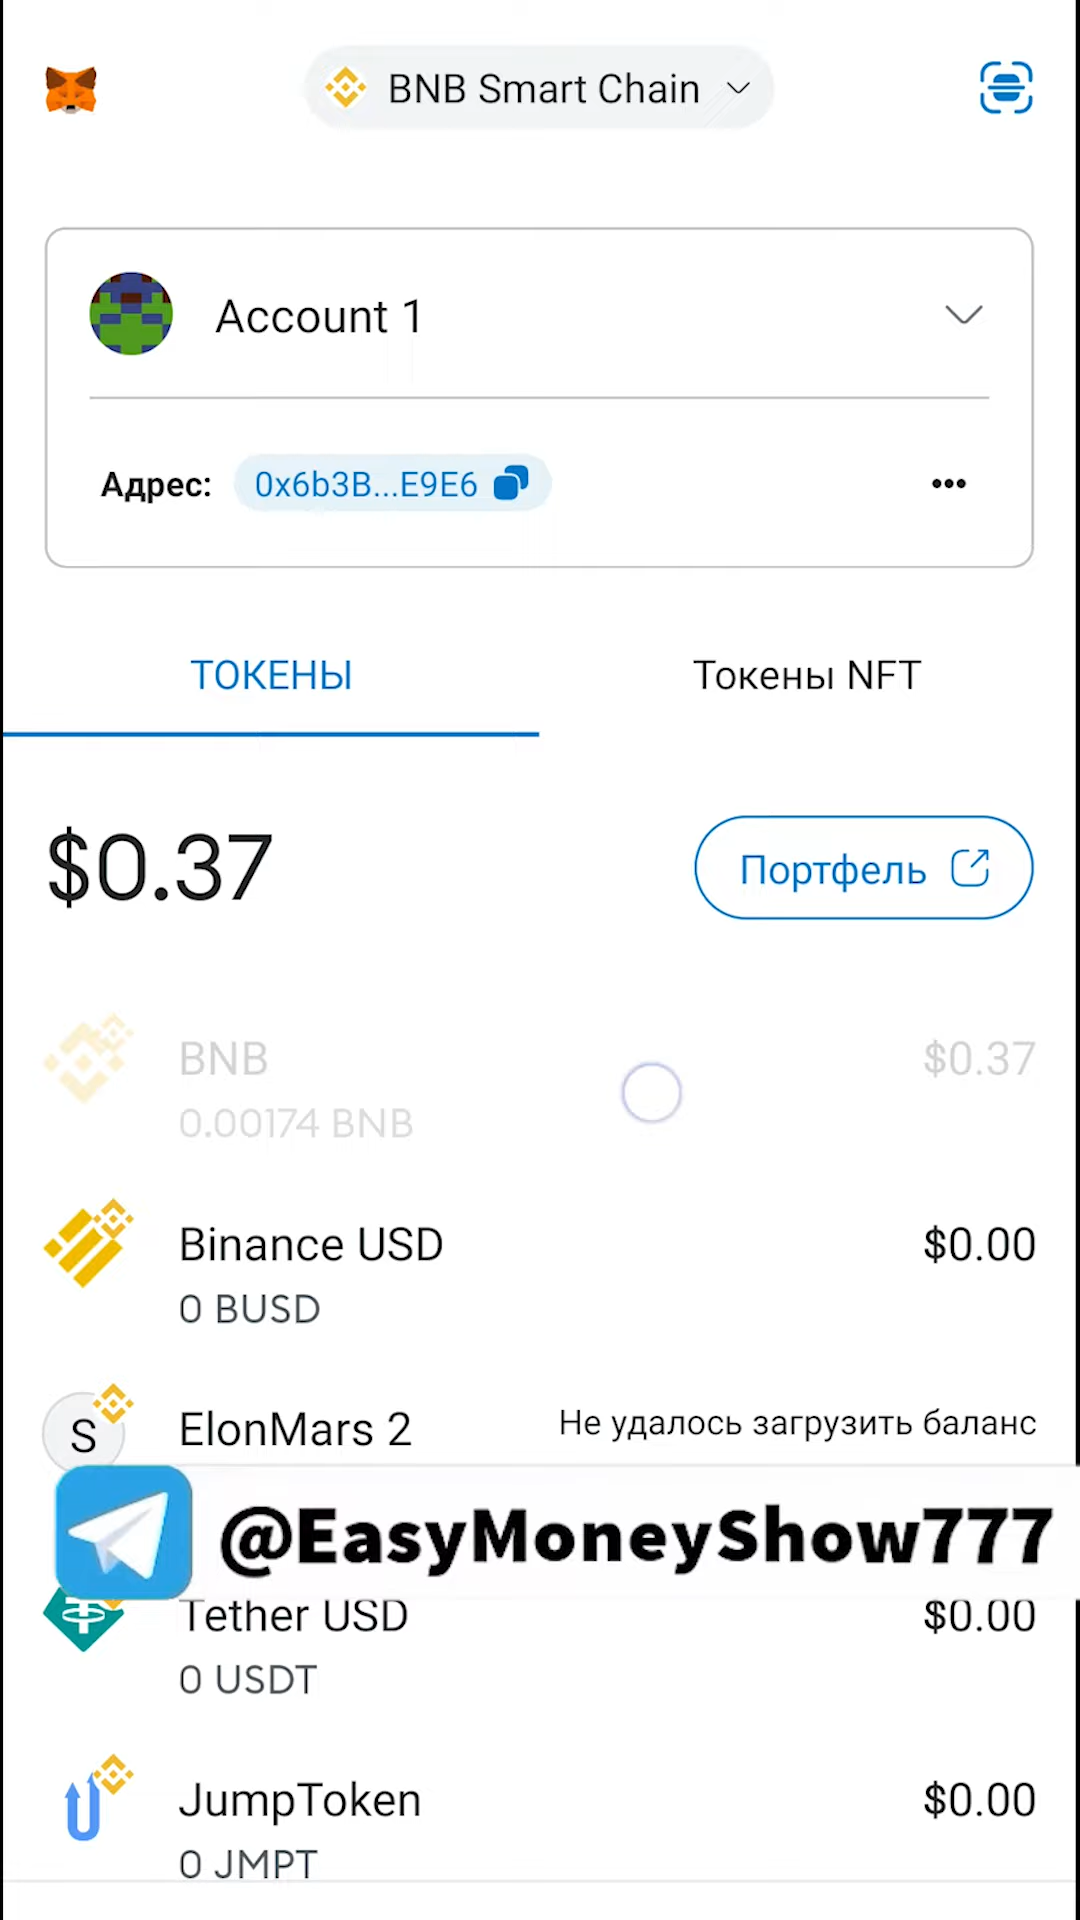 BNB Smart Chain
Account 1
Адрес: 0x6b3B...E9E6
ТОКЕНЫ
Токены NFT
$0.37
Портфель
BNB
$0.37
0.00174 BNB
Binance USD
$0.00
0 BUSD
S
ElonMars 2
Не удалось загрузить баланс
@EasyMoneyShow777
Tether USD
$0.00
0 USDT
JumpToken
$0.00
0 JMPT